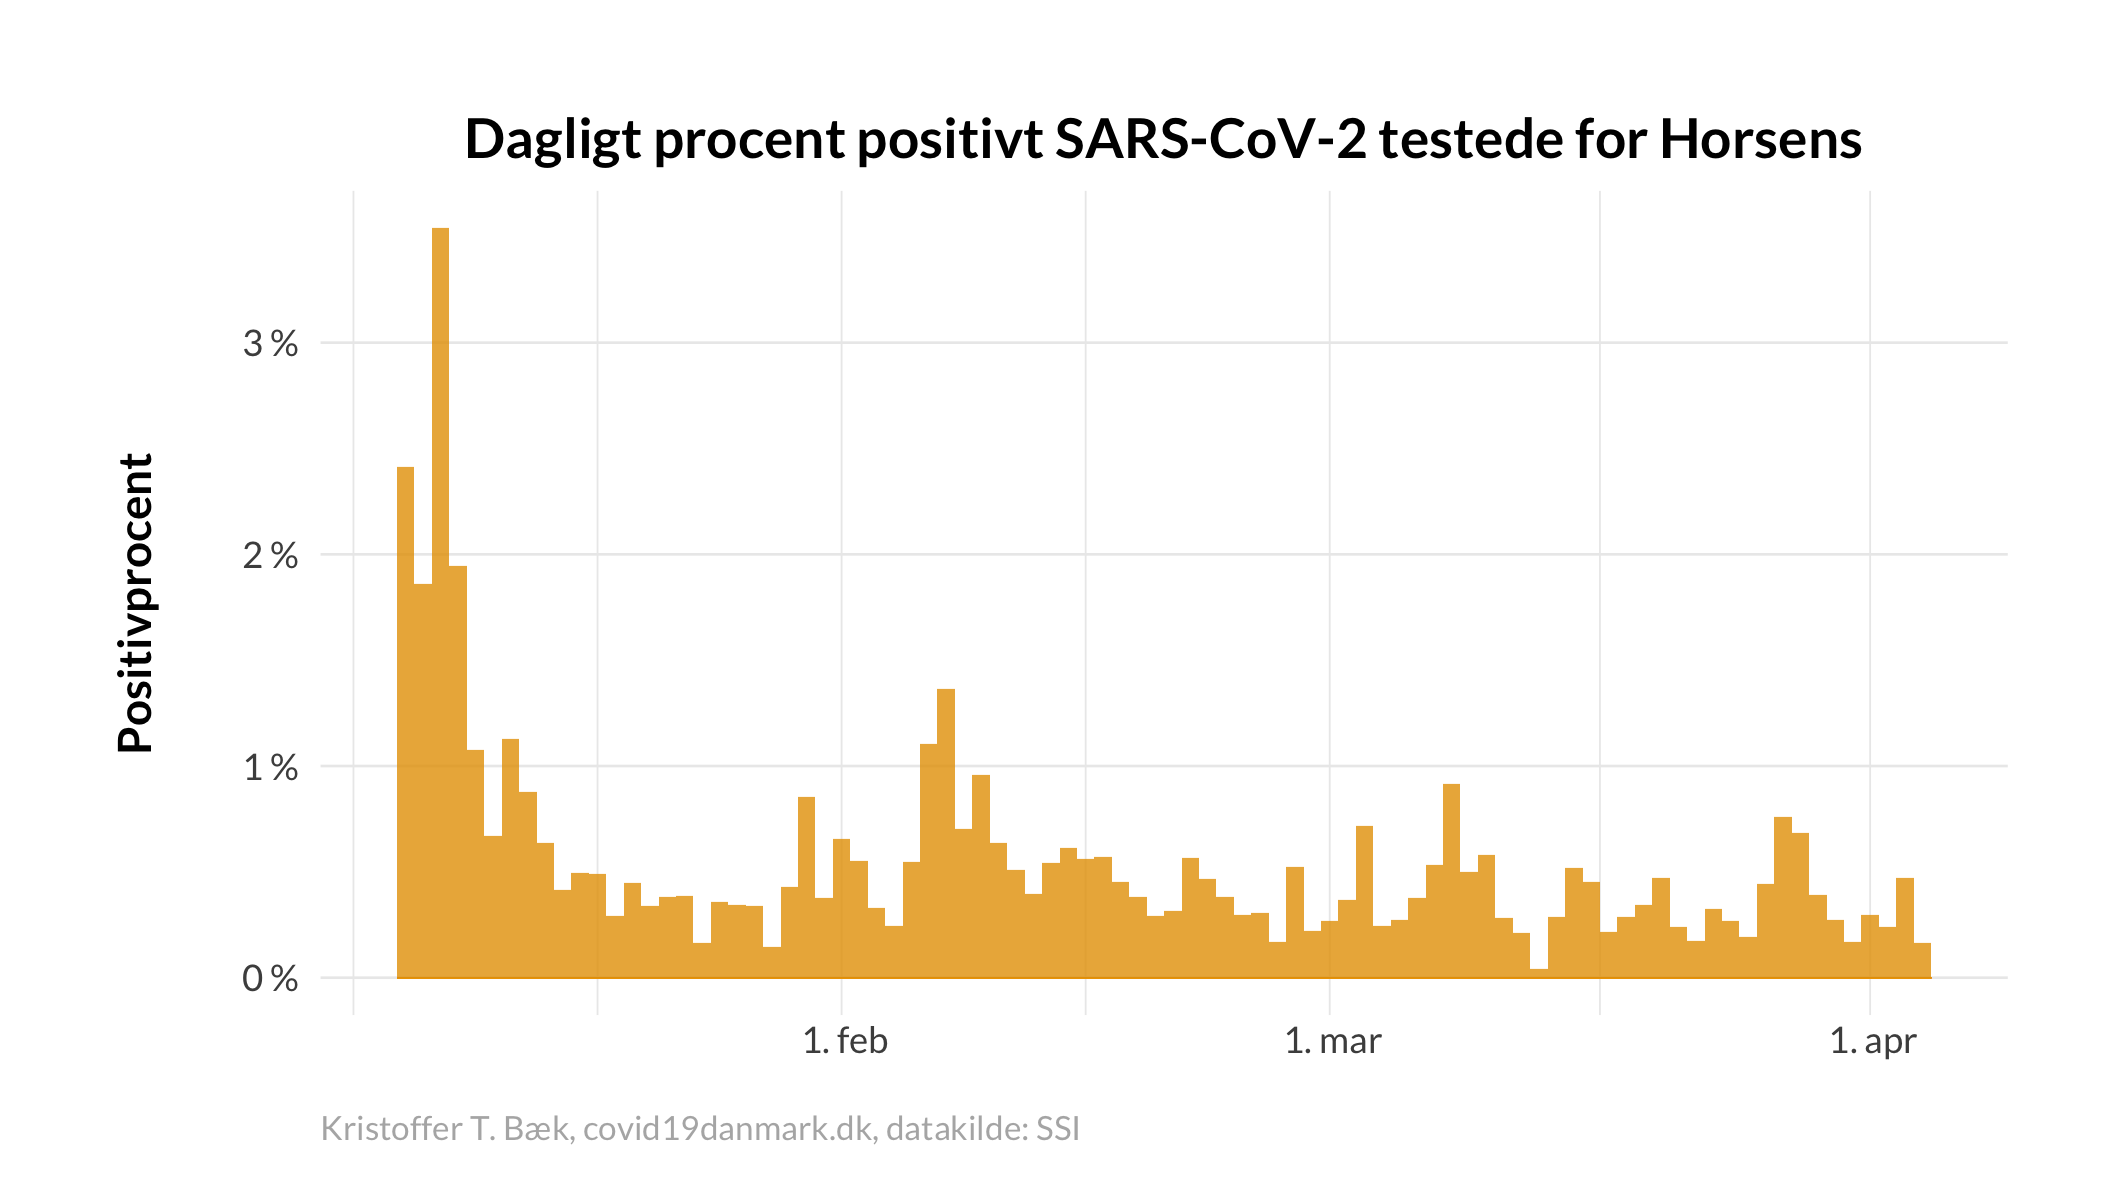 Dagligt procent positivt SARS-CoV-2 testede for Horsens
Positivprocent
3 %
2 %
1 %
0 %
1. feb
1. mar
1. apr
Kristoffer T. Bæk, covid19danmark.dk, datakilde: SSI